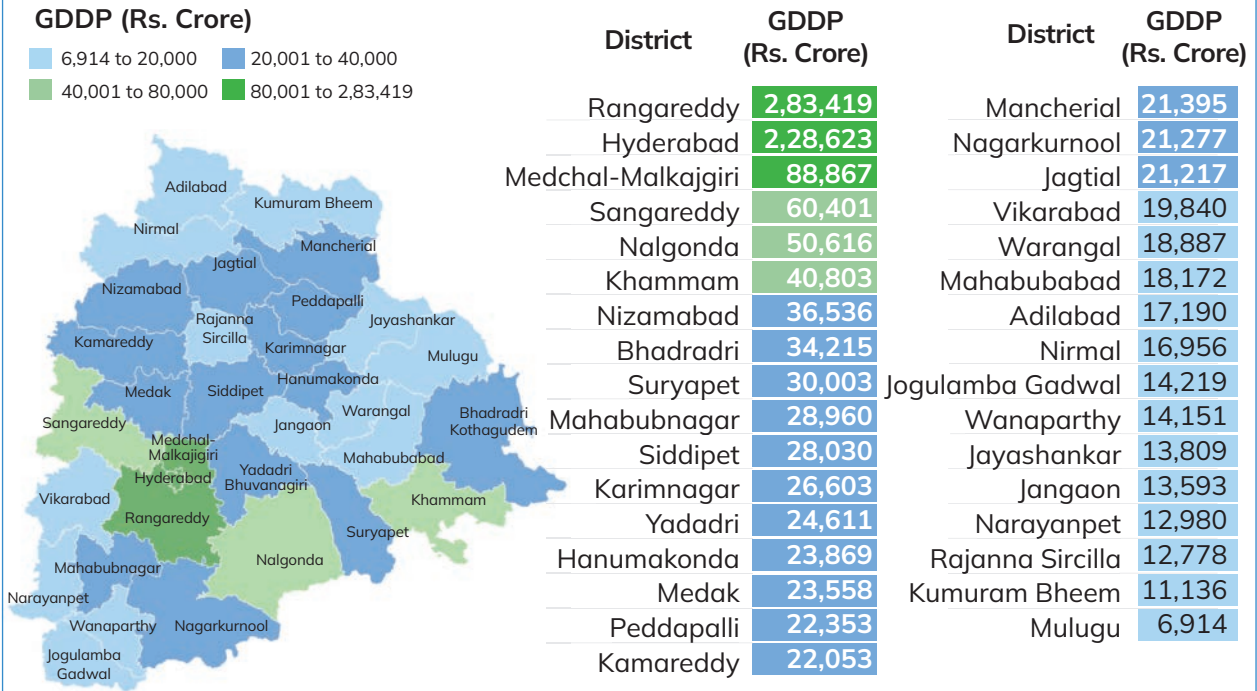 GDDP (Rs. Crore)
6,914 to 20,000
20,001 to 40,000
40,001 to 80,000
80,001 to 2,83,419
Adilabad
Kumuram Bheem
Nirmal
Mancherial
Jagtial
Nizamabad
Peddapalli
Rajanna
Sircilla
Jayashankar
Kamareddy
Karimnagar
Mulugu
Medak
Siddipet
Hanumakonda
Warangal
Bhadradri
Kothagudem
Sangareddy
Jangaon
Medchal-
Malkajigiri
Mahabubabad
Hyderabad
Yadadri
Bhuvanagiri
Vikarabad
Khammam
Rangareddy
Suryapet
Nalgonda
Mahabubnagar
Narayanpet
Wanaparthy
Nagarkurnool
Jogulamba
Gadwal
District GDDP
(Rs. Crore)
Rangareddy 2,83,419
Hyderabad 2,28,623
Medchal-Malkajgiri 88,867
Sangareddy 60,401
Nalgonda 50,616
Khammam 40,803
Nizamabad 36,536
Bhadradri 34,215
Suryapet 30,003
Mahabubnagar 28,960
Siddipet 28,030
Karimnagar 26,603
Yadadri 24,611
Hanumakonda 23,869
Medak 23,558
Peddapalli 22,353
Kamareddy 22,053
District GDDP
(Rs. Crore)
Mancherial 21,395
Nagarkurnool 21,277
Jagtial 21,217
Vikarabad 19,840
Warangal 18,887
Mahabubabad 18,172
Adilabad 17,190
Nirmal 16,956
Jogulamba Gadwal 14,219
Wanaparthy 14,151
Jayashankar 13,809
Jangaon 13,593
Narayanpet 12,980
Rajanna Sircilla 12,778
Kumuram Bheem 11,136
Mulugu 6,914